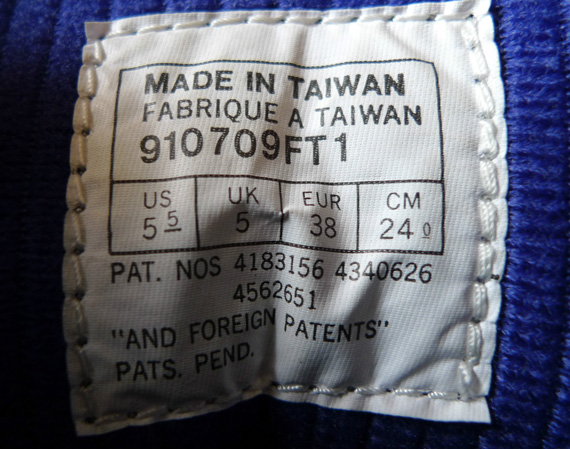 MADE IN TAIWAN
FABRIQUE A TAIWAN
910709FT1
US UK EUR CM
5 5 5 38 24 0
PAT. NOS 4183156 4340626
4562651
"AND FOREIGN PATENTS"
PATS. PEND.